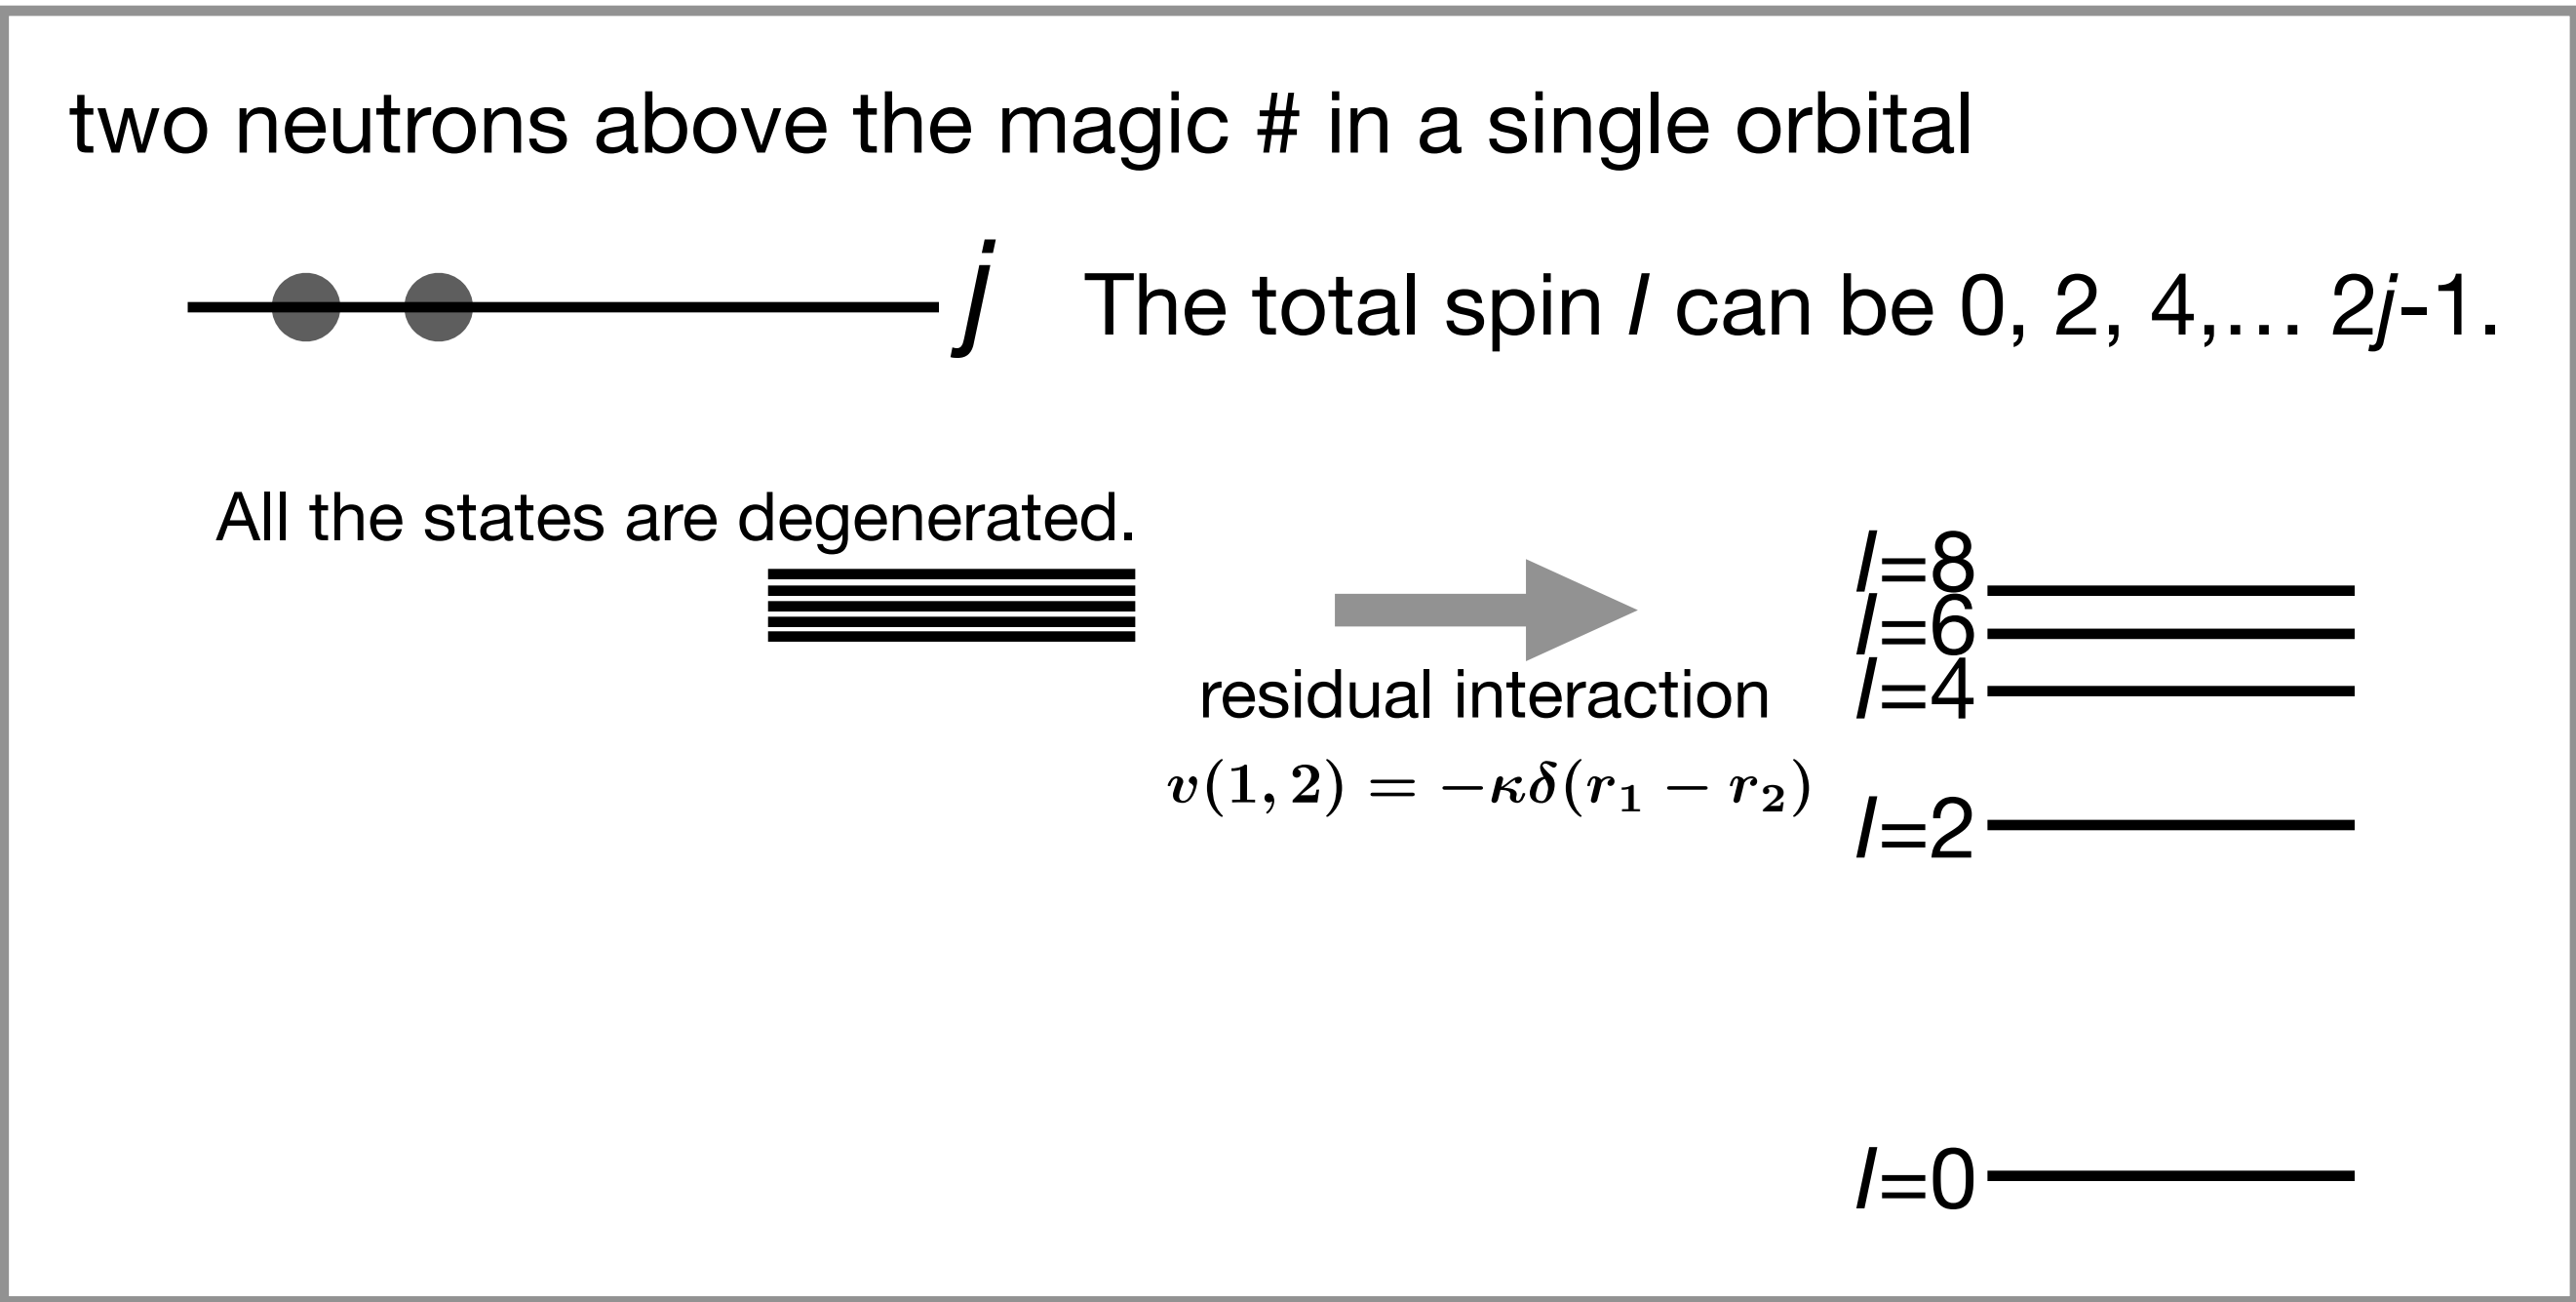 two neutrons above the magic # in a single orbital
j
The total spin I can be 0, 2, 4,... 2j-1.
All the states are degenerated.
residual interaction
v(1, 2) = −κδ(r₁ − r₂)
I=8
I=6
I=4
I=2
I=0